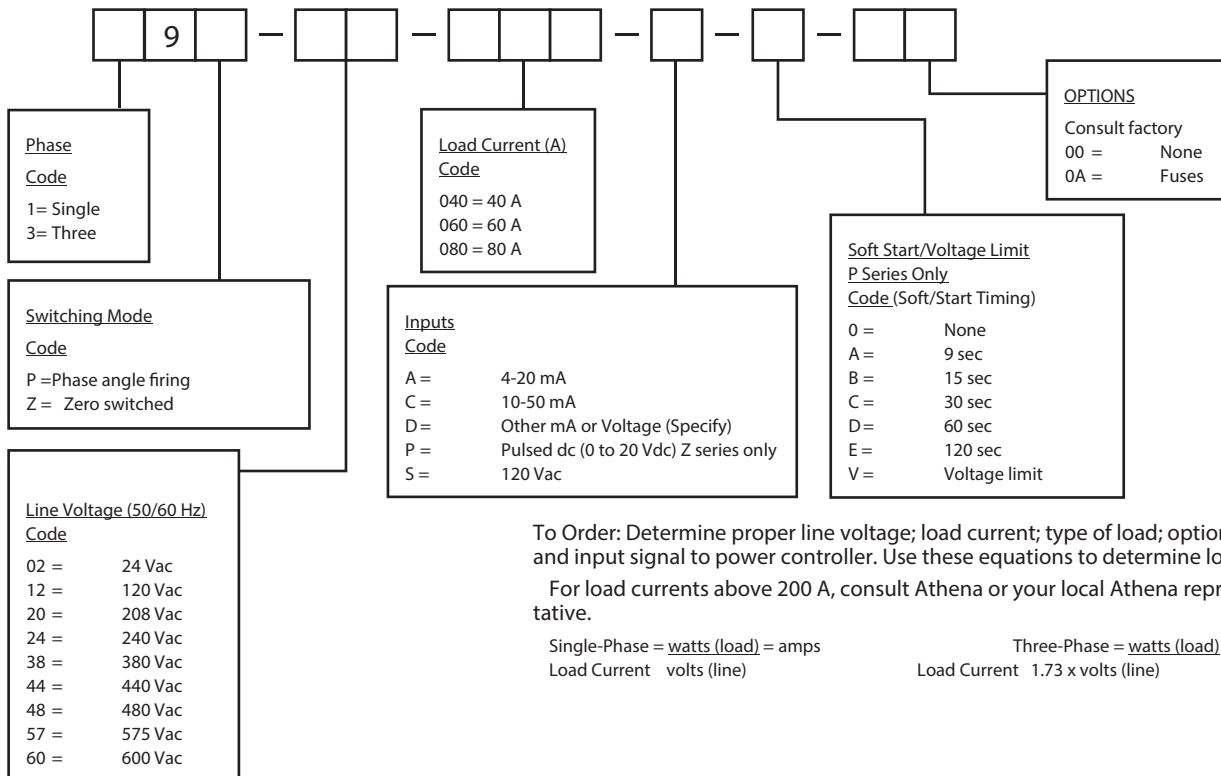 9
Phase
Code
1= Single
3= Three
Switching Mode
Code
P =Phase angle firing
Z = Zero switched
Line Voltage (50/60 Hz)
Code
02 = 24 Vac
12 = 120 Vac
20 = 208 Vac
24 = 240 Vac
38 = 380 Vac
44 = 440 Vac
48 = 480 Vac
57 = 575 Vac
60 = 600 Vac
Load Current (A)
Code
040 = 40 A
060 = 60 A
080 = 80 A
Inputs
Code
A = 4-20 mA
C = 10-50 mA
D = Other mA or Voltage (Specify)
P = Pulsed dc (0 to 20 Vdc) Z series only
S = 120 Vac
Soft Start/Voltage Limit
P Series Only
Code (Soft/Start Timing)
0 = None
A = 9 sec
B = 15 sec
C = 30 sec
D = 60 sec
E = 120 sec
V = Voltage limit
OPTIONS
Consult factory
00 = None
0A = Fuses
To Order: Determine proper line voltage; load current; type of load;
and input signal to power controller. Use these equations to determine
For load currents above 200 A, consult Athena or your local Athena
tative.
Single-Phase = watts (load) = amps
Load Current volts (line)
Three-Phase = watts (load)
Load Current 1.73 x volts (line)